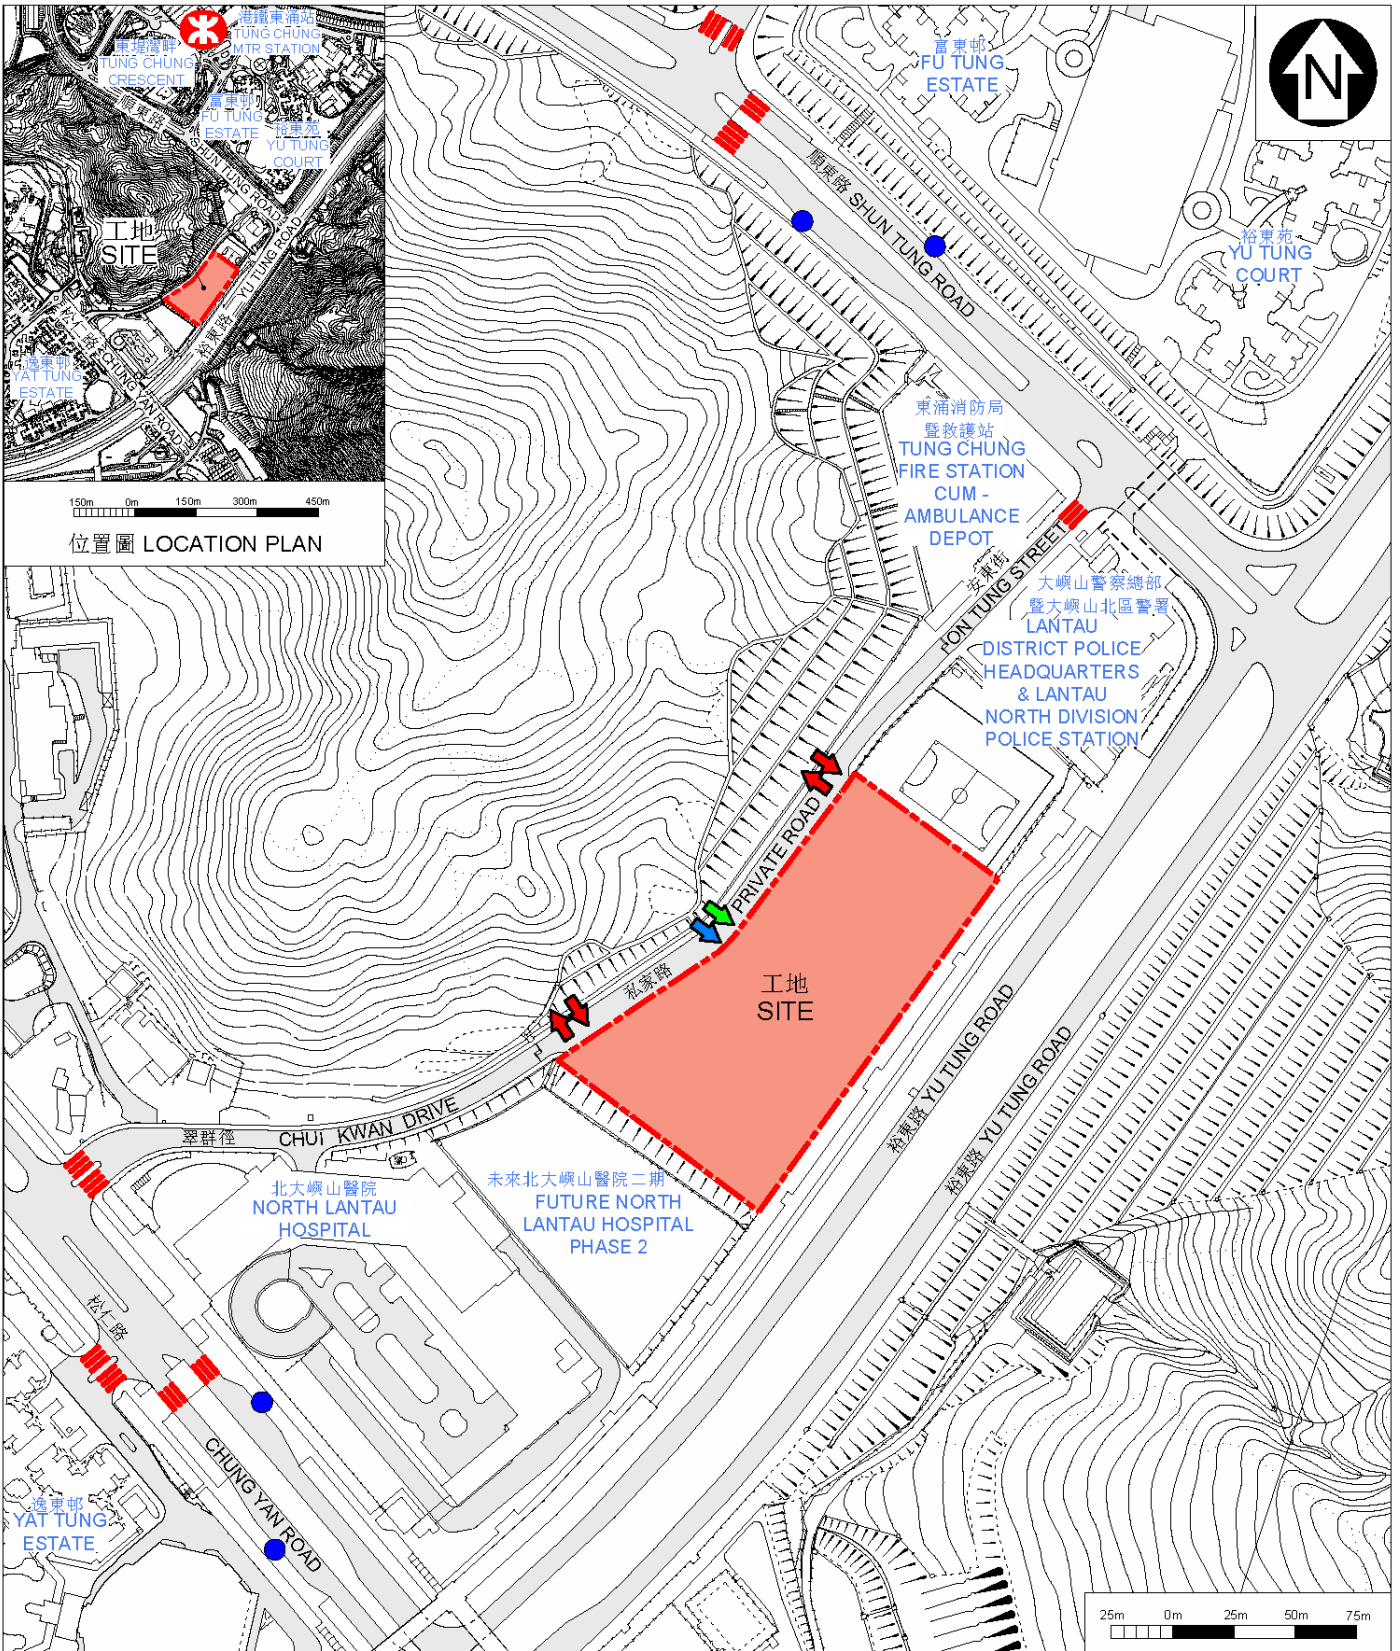 港鐵東涌站
TUNG CHUNG
MTR STATION
東堤灣畔
TUNG CHUNG
CRESCENT
順東路
SHUN TUNG ROAD
富東邨
FU TUNG
ESTATE
裕東苑
YU TUNG
COURT
工地
SITE
裕東路
YU TUNG ROAD
松仁路
CHUNG YAN ROAD
逸東邨
YAT TUNG
ESTATE
150m 0m 150m 300m 450m
位置圖 LOCATION PLAN
N
富東邨
FU TUNG
ESTATE
順東路 SHUN TUNG ROAD
裕東苑
YU TUNG
COURT
東涌消防局
暨救護站
TUNG CHUNG
FIRE STATION
CUM -
AMBULANCE
DEPOT
安東街
HON TUNG STREET
大嶼山警察總部
暨大嶼山北區警署
LANTAU
DISTRICT POLICE
HEADQUARTERS
& LANTAU
NORTH DIVISION
POLICE STATION
PRIVATE ROAD
私家路
工地
SITE
裕東路 YU TUNG ROAD
裕東路 YU TUNG ROAD
翠群徑 CHUI KWAN DRIVE
北大嶼山醫院
NORTH LANTAU
HOSPITAL
未來北大嶼山醫院二期
FUTURE NORTH
LANTAU HOSPITAL
PHASE 2
松仁路
CHUNG YAN ROAD
逸東邨
YAT TUNG
ESTATE
25m 0m 25m 50m 75m